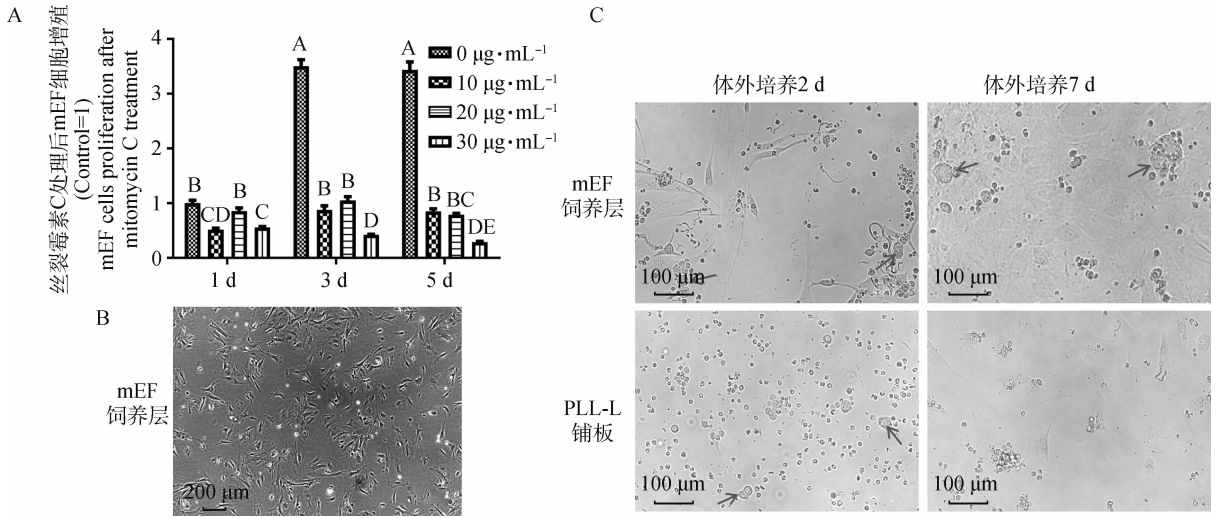 A
丝裂霉素C处理后mEF细胞增殖
(Control=1)
mEF cells proliferation after
mitomycin C treatment
4
3
2
1
0
B
CD
B
C
A
B
B
D
A
B
BC
DE
0 μg·mL⁻¹
10 μg·mL⁻¹
20 μg·mL⁻¹
30 μg·mL⁻¹
1 d
3 d
5 d
B
mEF
饲养层
200 μm
C
体外培养2 d
体外培养7 d
mEF
饲养层
100 μm
100 μm
PLL-L
铺板
100 μm
100 μm